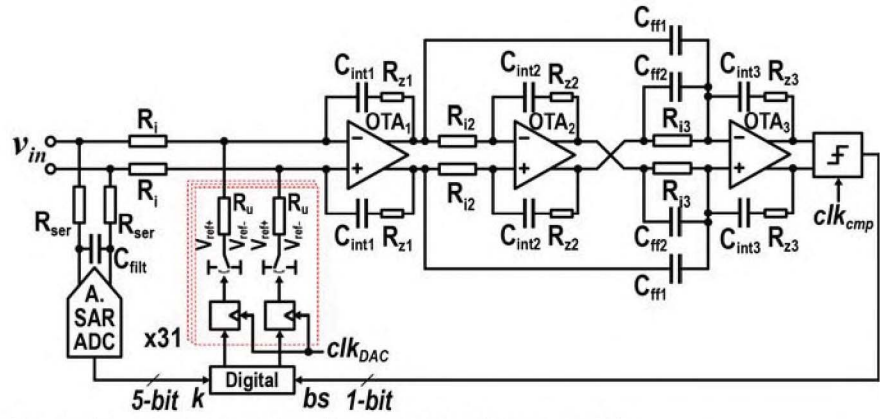 C_ff1
C_ff2
C_int1
R_z1
C_int2
R_z2
C_int3
R_z3
R_i
OTA_1
R_i2
OTA_2
R_i3
OTA_3
v_in
− − −
+ + +
R_i
R_i2
R_i3
R_ser
R_ser
R_u
R_u
V_ref+
V_ref-
V_ref+
V_ref-
C_int1
R_z1
C_int2
R_z2
C_ff2
C_int3
R_z3
clk_cmp
C_filt
C_ff1
A.
SAR
ADC
x31
clk_DAC
Digital
5-bit k
bs 1-bit